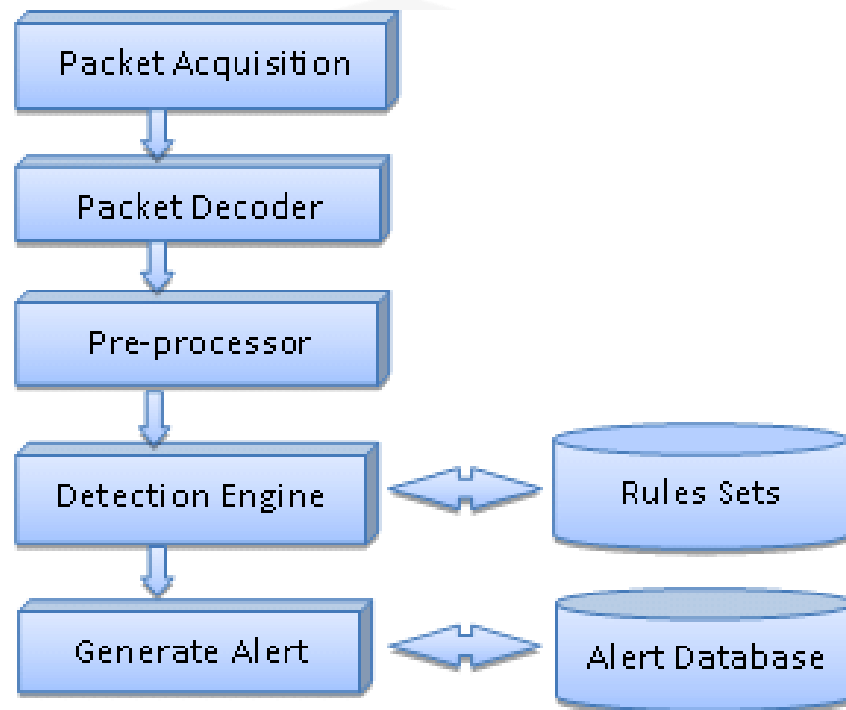 Packet Acquisition
Packet Decoder
Pre-processor
Detection Engine
Rules Sets
Generate Alert
Alert Database